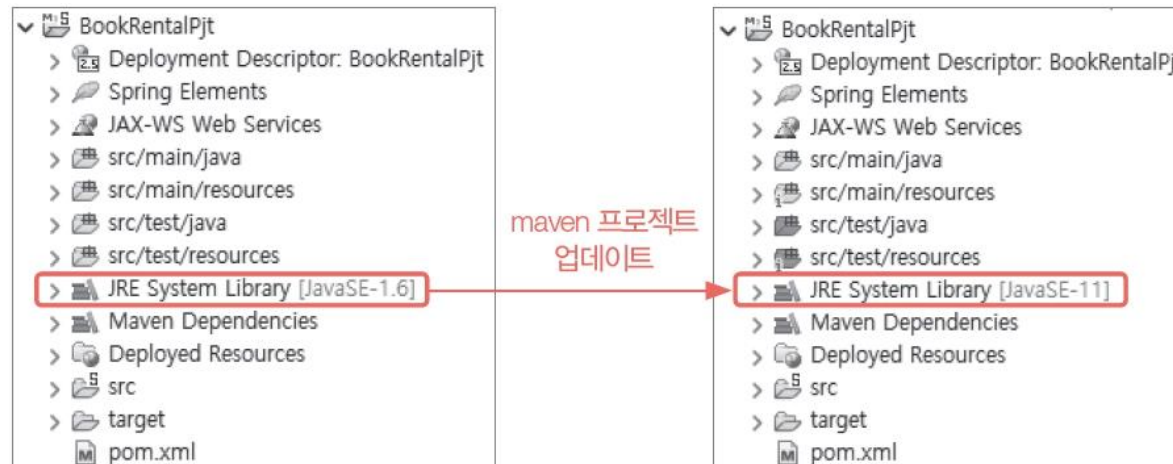 BookRentalPjt
Deployment Descriptor: BookRentalPjt
Spring Elements
JAX-WS Web Services
src/main/java
src/main/resources
src/test/java
src/test/resources
JRE System Library [JavaSE-1.6]
Maven Dependencies
Deployed Resources
src
target
pom.xml
maven 프로젝트
업데이트
BookRentalPjt
Deployment Descriptor: BookRentalPj
Spring Elements
JAX-WS Web Services
src/main/java
src/main/resources
src/test/java
src/test/resources
JRE System Library [JavaSE-11]
Maven Dependencies
Deployed Resources
src
target
pom.xml